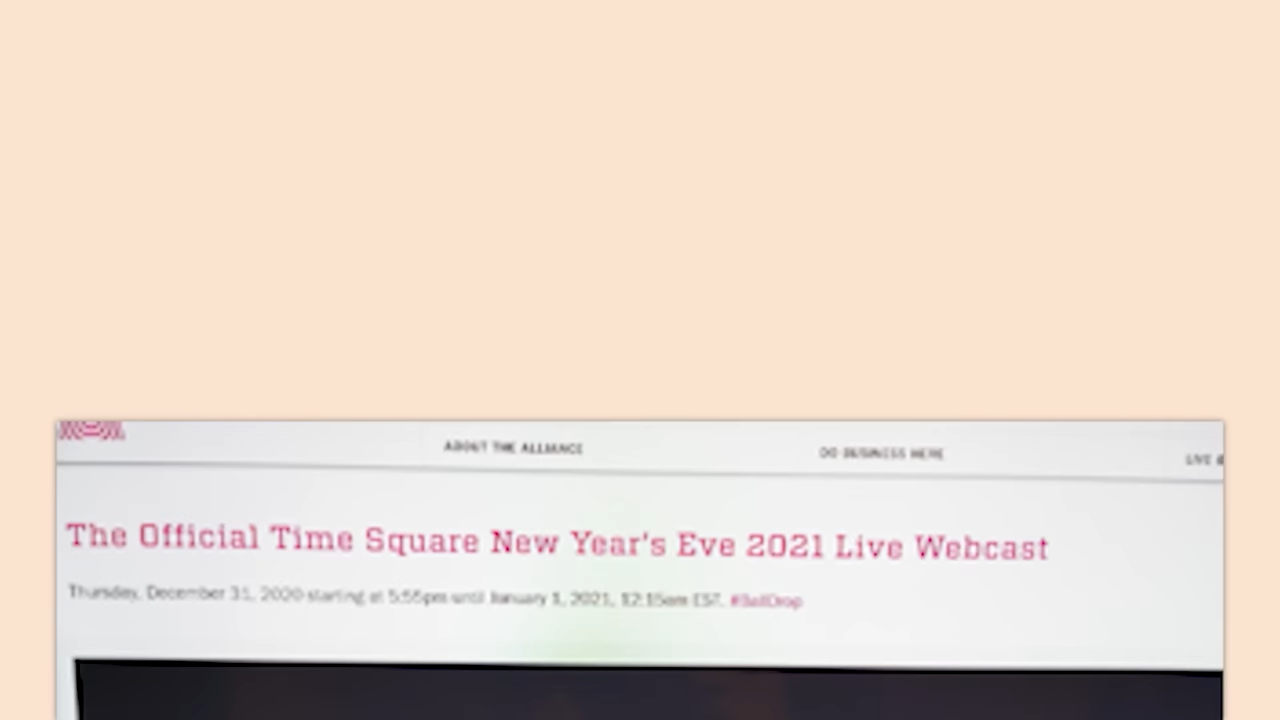 ABOUT THE ALLIANCE DO BUSINESS HERE LIVE &
The Official Time Square New Year's Eve 2021 Live Webcast
Thursday, December 31, 2020 starting at 5:55pm until January 1, 2021, 12:15am EST. #BallDrop